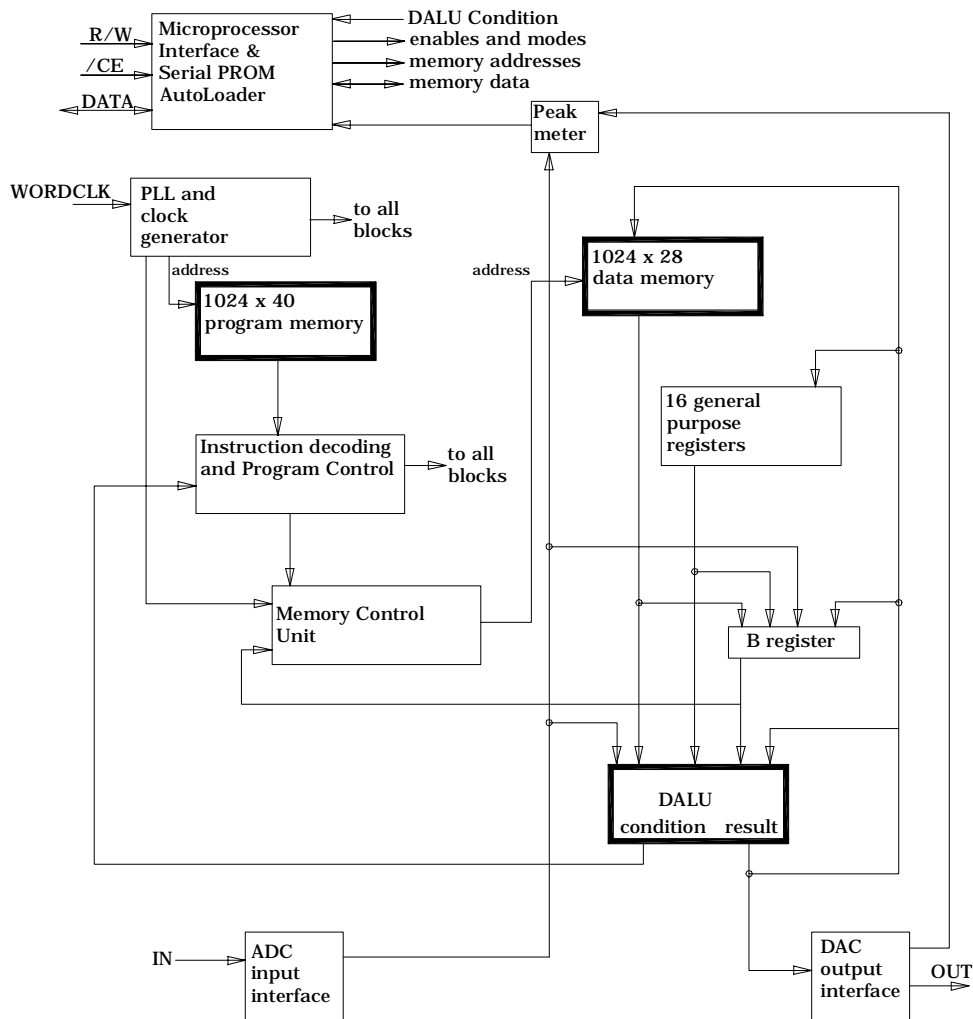 DALU Condition
enables and modes
memory addresses
memory data
R/W
/CE
DATA
Microprocessor
Interface &
Serial PROM
AutoLoader
Peak
meter
WORDCLK
PLL and
clock
generator
to all
blocks
address
1024 x 40
program memory
address
1024 x 28
data memory
16 general
purpose
registers
Instruction decoding
and Program Control
to all
blocks
Memory Control
Unit
B register
DALU
condition result
IN
ADC
input
interface
DAC
output
interface
OUT